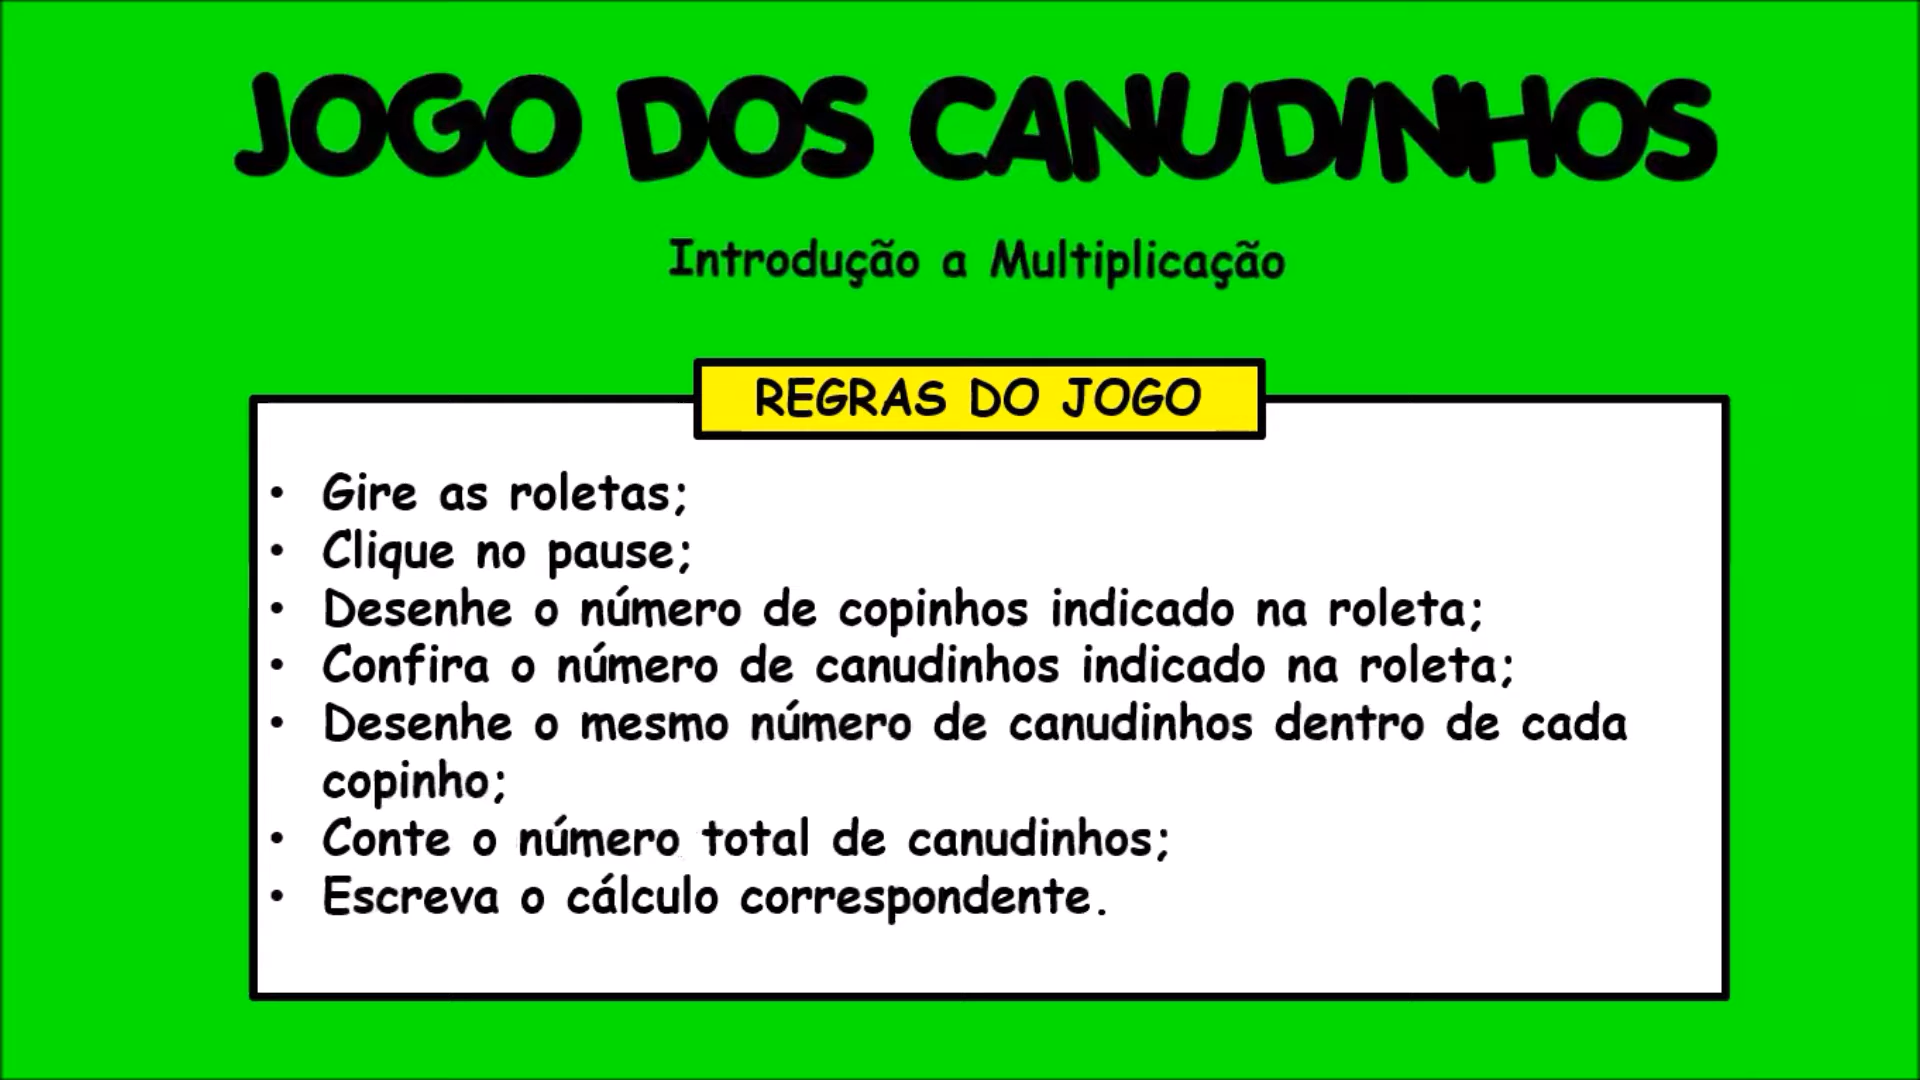 JOGO DOS CANUDINHOS
Introdução a Multiplicação
REGRAS DO JOGO
• Gire as roletas;
• Clique no pause;
• Desenhe o número de copinhos indicado na roleta;
• Confira o número de canudinhos indicado na roleta;
• Desenhe o mesmo número de canudinhos dentro de cada
copinho;
• Conte o número total de canudinhos;
• Escreva o cálculo correspondente.